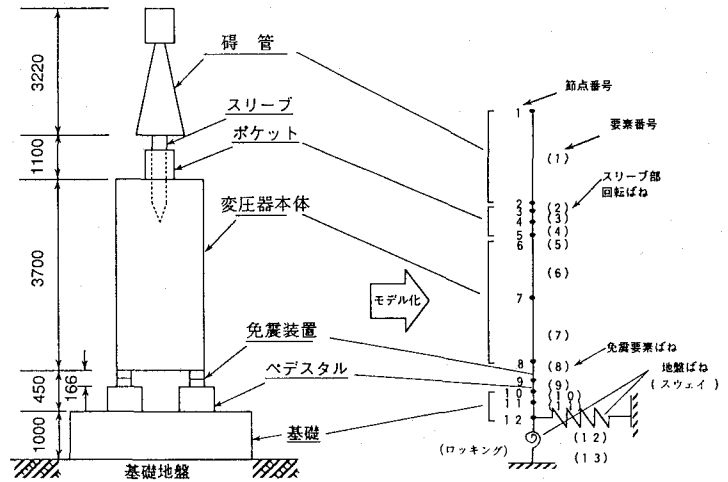 3220
1100
3700
450
166
1000
碍 管
スリーブ
ポケット
変圧器本体
免震装置
ペデスタル
基礎
基礎地盤
モデル化
節点番号
要素番号
スリーブ部
回転ばね
免震要素ばね
地盤ばね
(スウェイ)
(ロッキング)
1
2
3
4
5
6
7
8
9
10
11
12
(1)
(2)
(3)
(4)
(5)
(6)
(7)
(8)
(9)
(10)
(12)
(13)